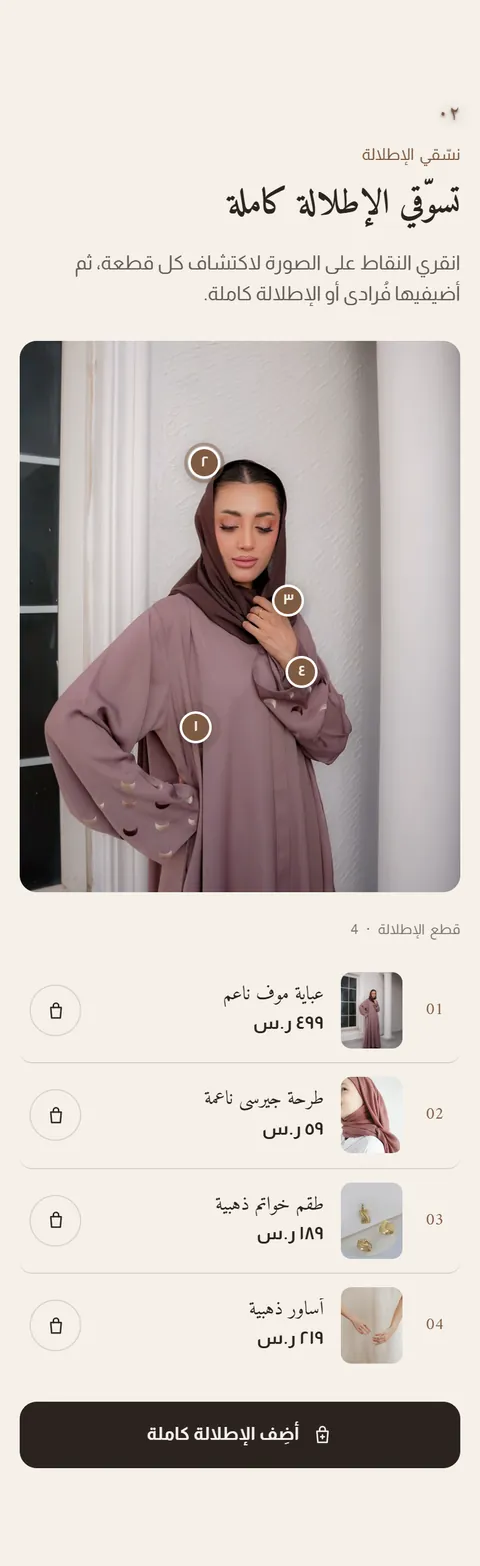 ٠٢
نسّقي الإطلالة
تسوّقي الإطلالة كاملة
انقري النقاط على الصورة لاكتشاف كل قطعة، ثم
أضيفيها فُرادى أو الإطلالة كاملة.
٢
٣
٤
١
قطع الإطلالة · 4
01
عباية موف ناعم
٤٩٩ ر.س
02
طرحة جيرسي ناعمة
٥٩ ر.س
03
طقم خواتم ذهبية
١٨٩ ر.س
04
أساور ذهبية
٢١٩ ر.س
أضِف الإطلالة كاملة